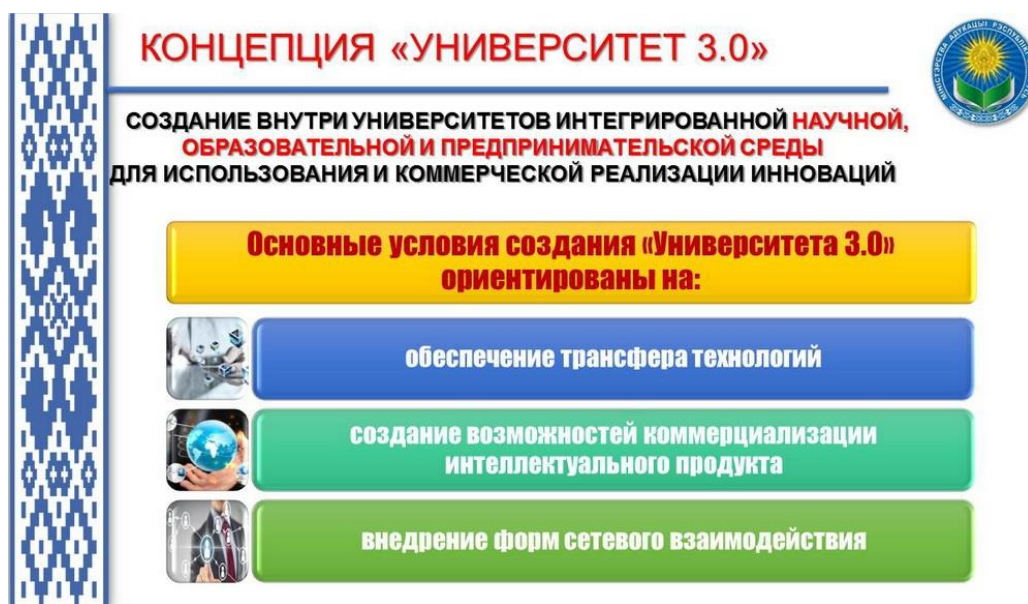 КОНЦЕПЦИЯ «УНИВЕРСИТЕТ 3.0»
СОЗДАНИЕ ВНУТРИ УНИВЕРСИТЕТОВ ИНТЕГРИРОВАННОЙ НАУЧНОЙ,
ОБРАЗОВАТЕЛЬНОЙ И ПРЕДПРИНИМАТЕЛЬСКОЙ СРЕДЫ
ДЛЯ ИСПОЛЬЗОВАНИЯ И КОММЕРЧЕСКОЙ РЕАЛИЗАЦИИ ИННОВАЦИЙ
Основные условия создания «Университета 3.0»
ориентированы на:
обеспечение трансфера технологий
создание возможностей коммерциализации
интеллектуального продукта
внедрение форм сетевого взаимодействия